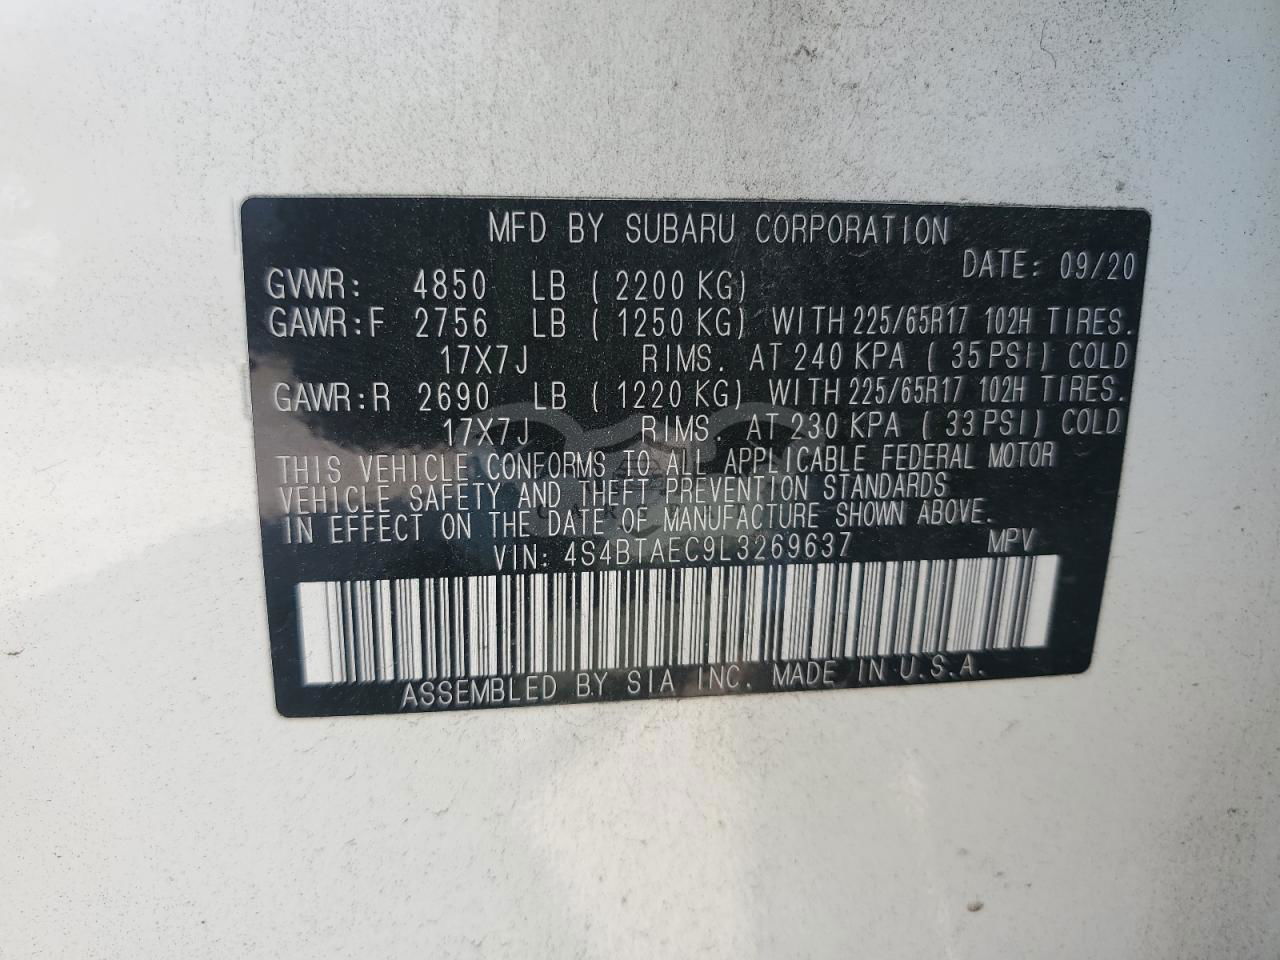 MFD BY SUBARU CORPORATION
DATE: 09/20
GVWR: 4850 LB ( 2200 KG)
GAWR:F 2756 LB ( 1250 KG) WITH 225/65R17 102H TIRES.
17X7J RIMS. AT 240 KPA ( 35 PSI) COLD
GAWR:R 2690 LB ( 1220 KG) WITH 225/65R17 102H TIRES.
17X7J RIMS. AT 230 KPA ( 33 PSI) COLD
THIS VEHICLE CONFORMS TO ALL APPLICABLE FEDERAL MOTOR
VEHICLE SAFETY AND THEFT PREVENTION STANDARDS
IN EFFECT ON THE DATE OF MANUFACTURE SHOWN ABOVE.
VIN: 4S4BTAEC9L3269637 MPV
ASSEMBLED BY SIA INC. MADE IN U.S.A.